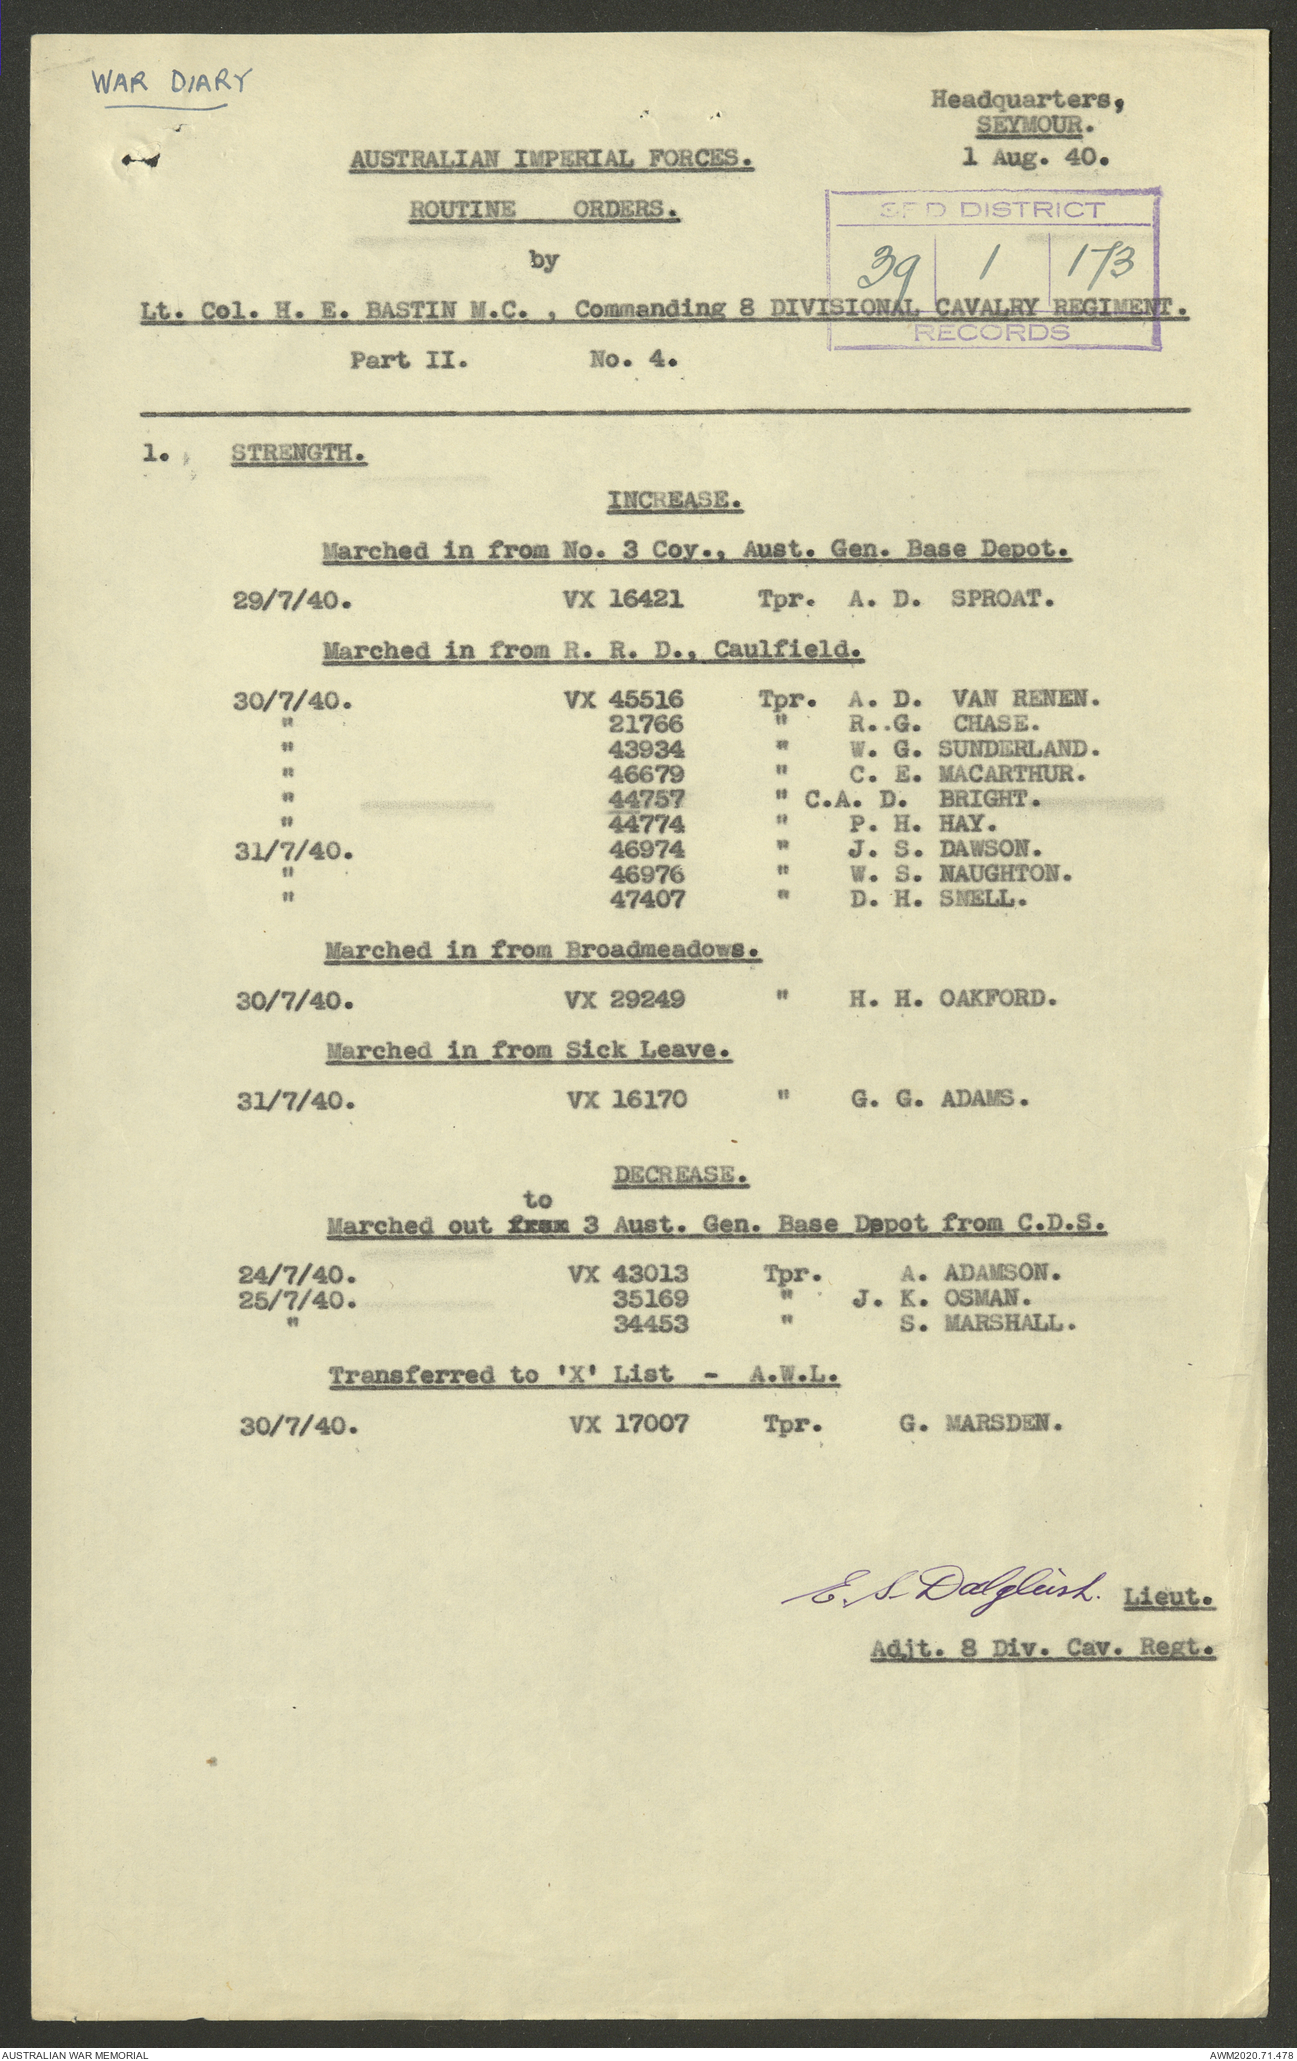 WAR DIARY
Headquarters,
SEYMOUR.
1 Aug. 40.
AUSTRALIAN IMPERIAL FORCES.
ROUTINE ORDERS.
by
3RD DISTRICT
39 1 173
RECORDS
Lt. Col. H. E. BASTIN M.C. , Commanding 8 DIVISIONAL CAVALRY REGIMENT.
Part II. No. 4.
1. STRENGTH.
INCREASE.
Marched in from No. 3 Coy., Aust. Gen. Base Depot.
29/7/40. VX 16421 Tpr. A. D. SPROAT.
Marched in from R. R. D., Caulfield.
30/7/40. VX 45516 Tpr. A. D. VAN RENEN.
" 21766 " R. G. CHASE.
" 43934 " W. G. SUNDERLAND.
" 46679 " C. E. MACARTHUR.
" 44757 " C.A. D. BRIGHT.
" 44774 " P. H. HAY.
31/7/40. 46974 " J. S. DAWSON.
" 46976 " W. S. NAUGHTON.
" 47407 " D. H. SNELL.
Marched in from Broadmeadows.
30/7/40. VX 29249 " H. H. OAKFORD.
Marched in from Sick Leave.
31/7/40. VX 16170 " G. G. ADAMS.
DECREASE.
to
Marched out from 3 Aust. Gen. Base Depot from C.D.S.
24/7/40. VX 43013 Tpr. A. ADAMSON.
25/7/40. 35169 " J. K. OSMAN.
" 34453 " S. MARSHALL.
Transferred to 'X' List - A.W.L.
30/7/40. VX 17007 Tpr. G. MARSDEN.
E. S. Dalgleish. Lieut.
Adjt. 8 Div. Cav. Regt.
AUSTRALIAN WAR MEMORIAL
AWM2020.71.478